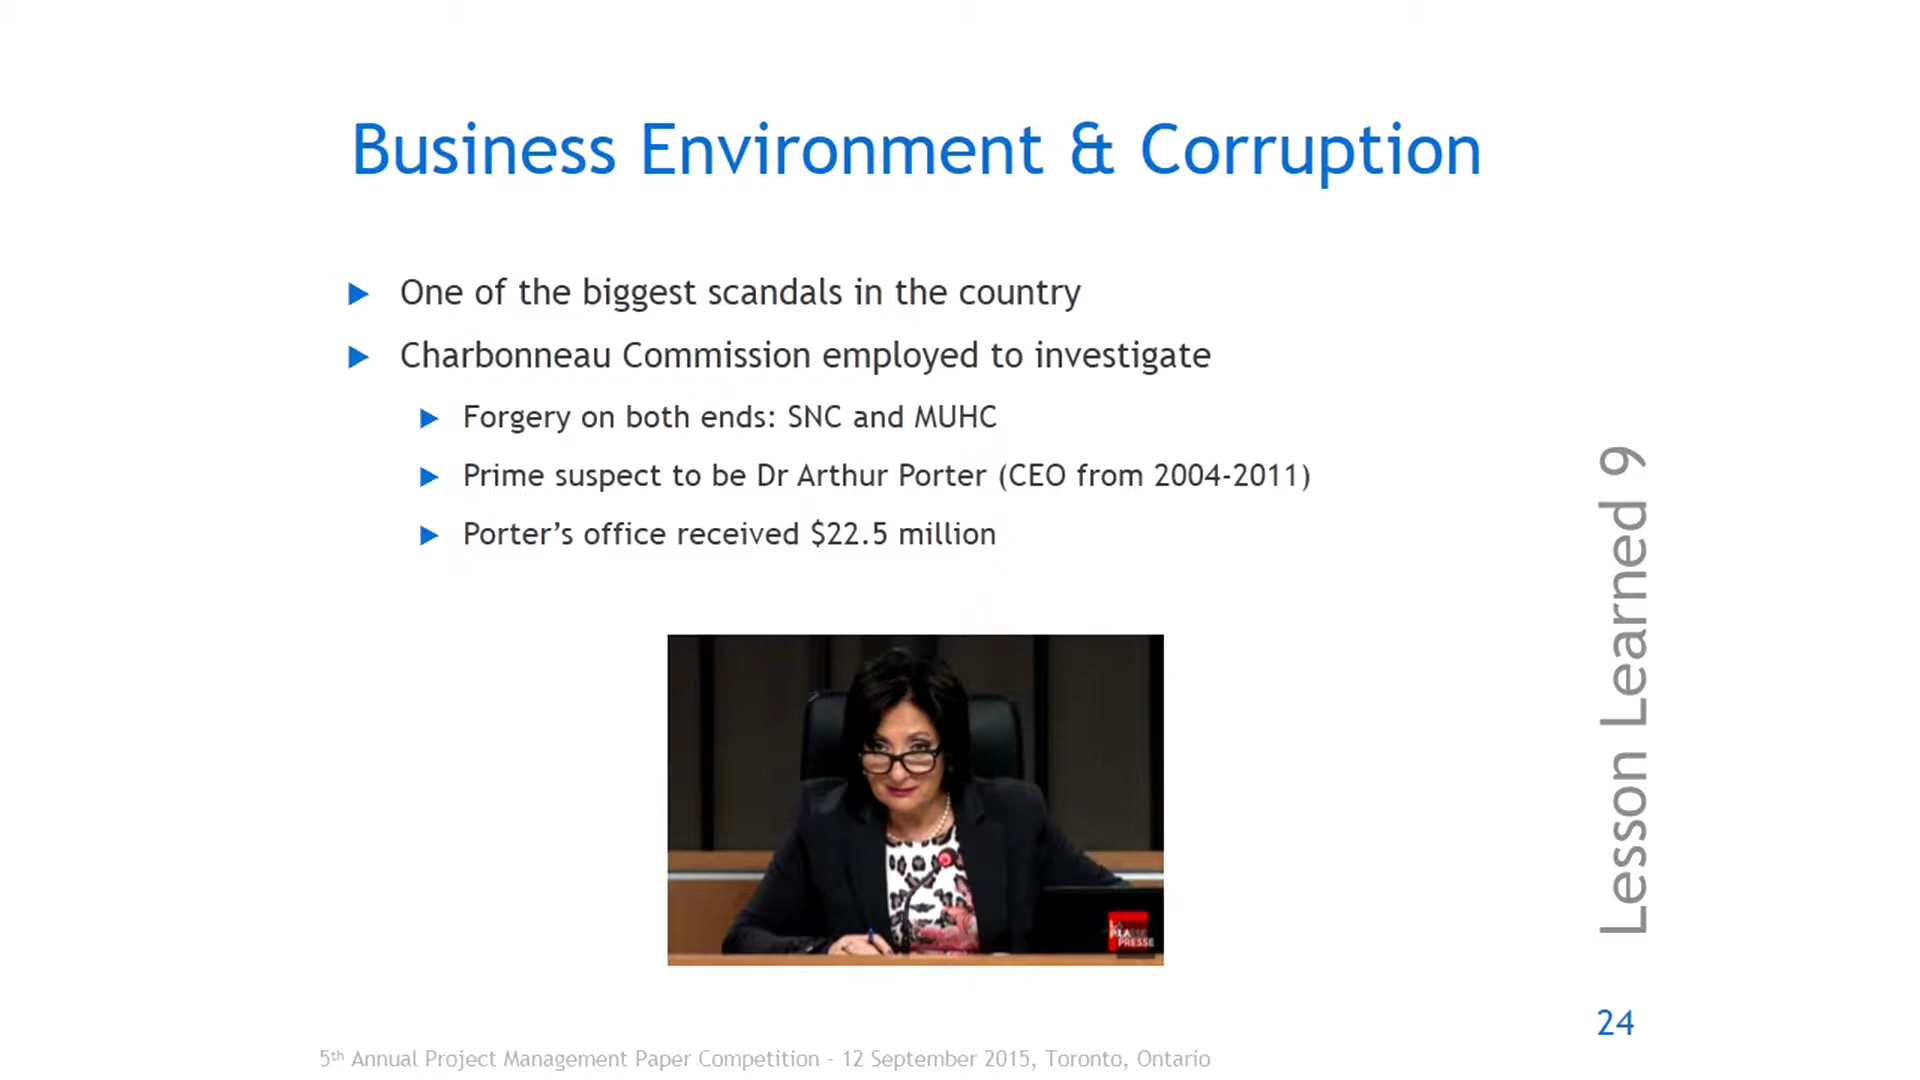 Business Environment & Corruption
One of the biggest scandals in the country
Charbonneau Commission employed to investigate
Forgery on both ends: SNC and MUHC
Prime suspect to be Dr Arthur Porter (CEO from 2004-2011)
Porter’s office received $22.5 million
Lesson Learned 9
LA
PRESSE
24
5th Annual Project Management Paper Competition - 12 September 2015, Toronto, Ontario